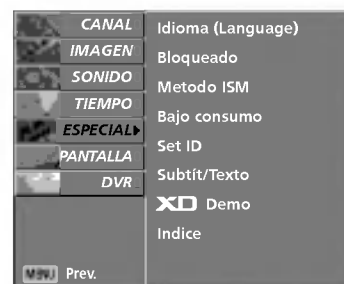 CANAL
IMAGEN
SONIDO
TIEMPO
ESPECIAL
PANTALLA
DVR
Idioma (Language)
Bloqueado
Metodo ISM
Bajo consumo
Set ID
Subtít/Texto
XD Demo
Indice
MENU Prev.